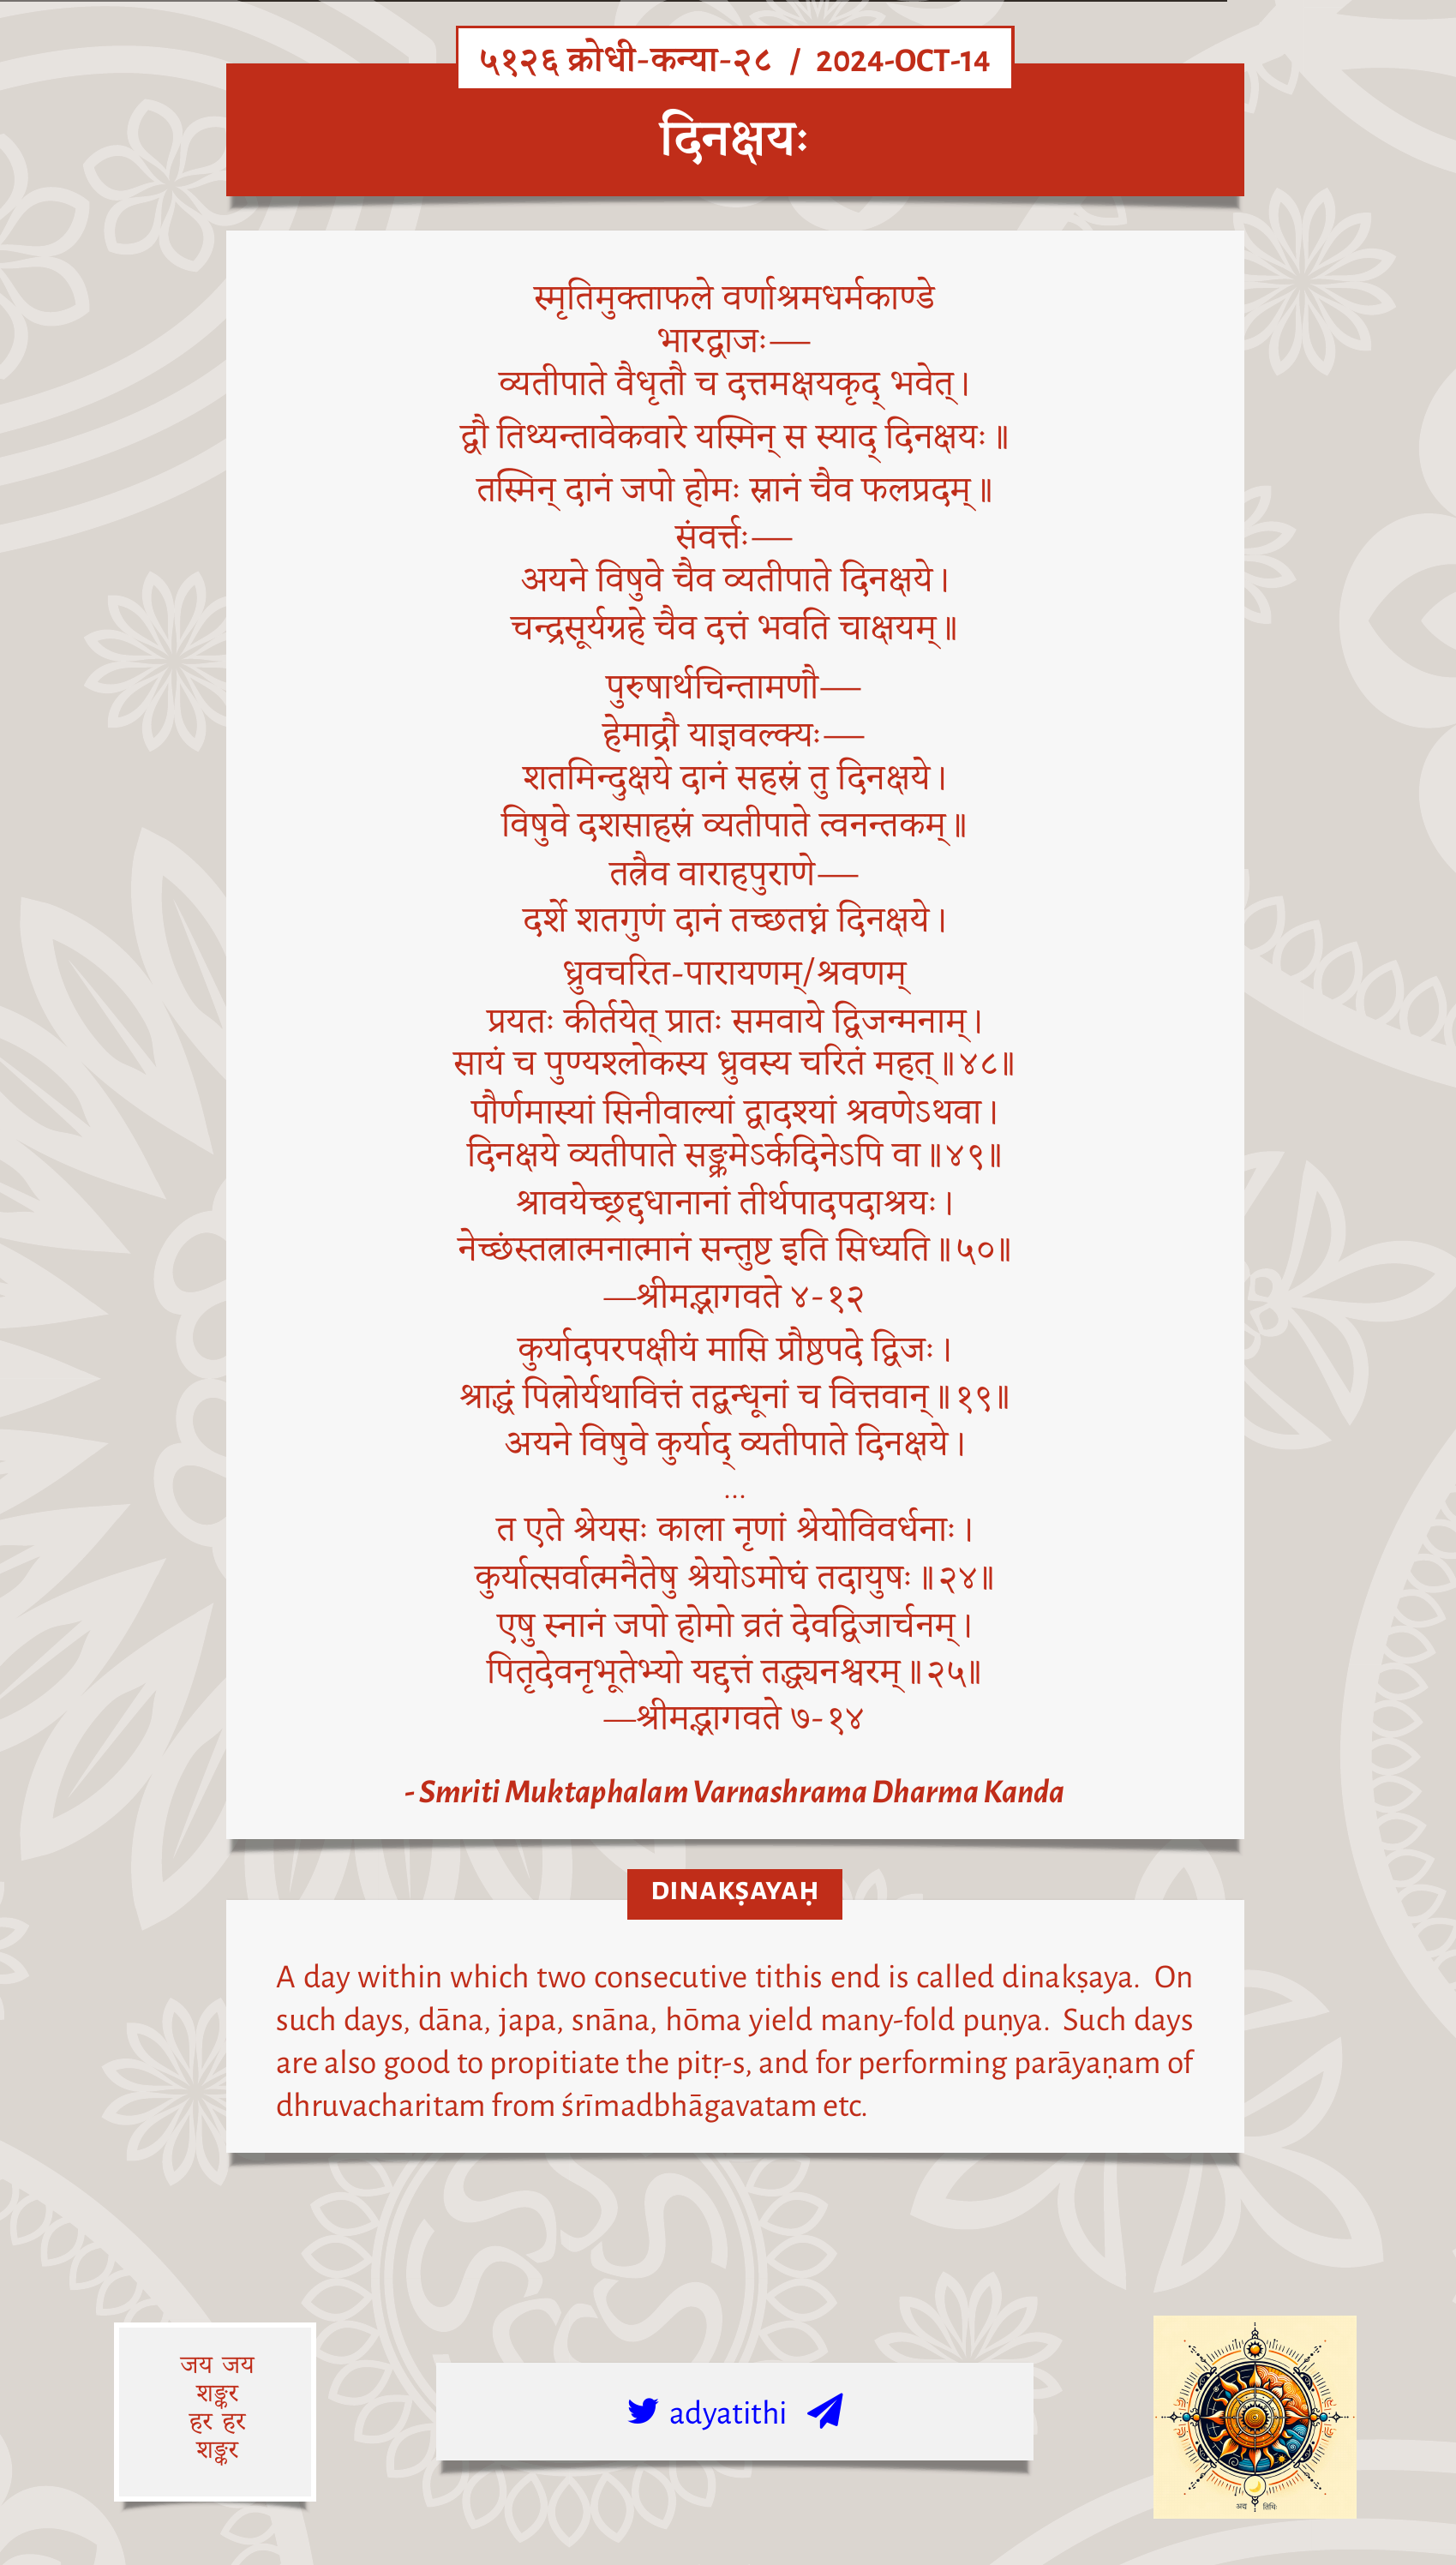 ५१२६ क्रोधी-कन्या-२८ / 2024-OCT-14
दिनक्षयः
स्मृतिमुक्ताफले वर्णाश्रमधर्मकाण्डे
भारद्वाजः—
व्यतीपाते वैधृतौ च दत्तमक्षयकृद् भवेत्।
द्वौ तिथ्यन्तावेकवारे यस्मिन् स स्याद् दिनक्षयः॥
तस्मिन् दानं जपो होमः स्नानं चैव फलप्रदम्॥
संवर्त्तः—
अयने विषुवे चैव व्यतीपाते दिनक्षये।
चन्द्रसूर्यग्रहे चैव दत्तं भवति चाक्षयम्॥
पुरुषार्थचिन्तामणौ—
हेमाद्रौ याज्ञवल्क्यः—
शतमिन्दुक्षये दानं सहस्रं तु दिनक्षये।
विषुवे दशसाहस्रं व्यतीपाते त्वनन्तकम्॥
तत्रैव वाराहपुराणे—
दर्शे शतगुणं दानं तच्छतघ्नं दिनक्षये।
ध्रुवचरित-पारायणम्/श्रवणम्
प्रयतः कीर्तयेत् प्रातः समवाये द्विजन्मनाम्।
सायं च पुण्यश्लोकस्य ध्रुवस्य चरितं महत्॥४८॥
पौर्णमास्यां सिनीवाल्यां द्वादश्यां श्रवणेऽथवा।
दिनक्षये व्यतीपाते सङ्क्रमेऽर्कदिनेऽपि वा॥४९॥
श्रावयेच्छ्रद्दधानानां तीर्थपादपदाश्रयः।
नेच्छंस्तत्रात्मनात्मानं सन्तुष्ट इति सिध्यति॥५०॥
—श्रीमद्भागवते ४-१२
कुर्यादपरपक्षीयं मासि प्रौष्ठपदे द्विजः।
श्राद्धं पित्रोर्यथावित्तं तद्बन्धूनां च वित्तवान्॥१९॥
अयने विषुवे कुर्याद् व्यतीपाते दिनक्षये।
...
त एते श्रेयसः काला नृणां श्रेयोविवर्धनाः।
कुर्यात्सर्वात्मनैतेषु श्रेयोऽमोघं तदायुषः॥२४॥
एषु स्नानं जपो होमो व्रतं देवद्विजार्चनम्।
पितृदेवनृभूतेभ्यो यद्दत्तं तद्ध्यनश्वरम्॥२५॥
—श्रीमद्भागवते ७-१४
- Smriti Muktaphalam Varnashrama Dharma Kanda
DINAKṢAYAḤ
A day within which two consecutive tithis end is called dinakṣaya. On
such days, dāna, japa, snāna, hōma yield many-fold puṇya. Such days
are also good to propitiate the pitṛ-s, and for performing parāyaṇam of
dhruvacharitam from śrīmadbhāgavatam etc.
जय जय
शङ्कर
हर हर
शङ्कर
adyatithi
अद्य तिथिः